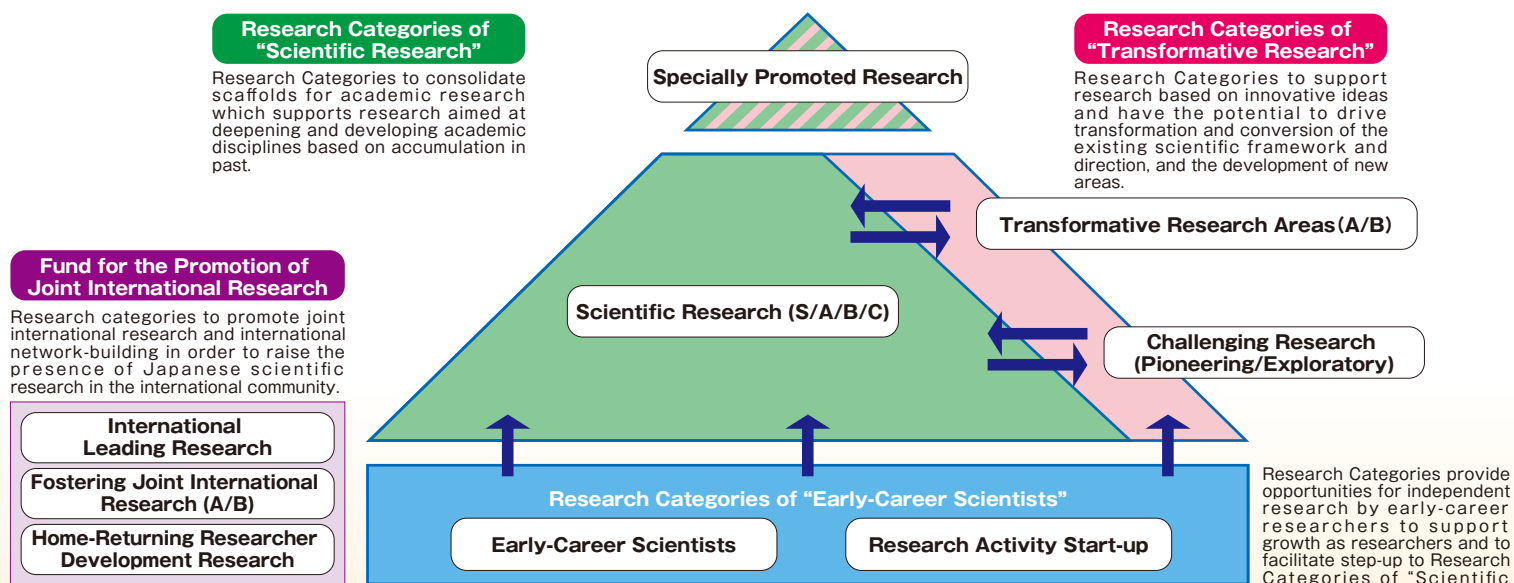 Research Categories of
“Scientific Research”
Research Categories to consolidate
scaffolds for academic research
which supports research aimed at
deepening and developing academic
disciplines based on accumulation in
past.
Specially Promoted Research
Research Categories of
“Transformative Research”
Research Categories to support
research based on innovative ideas
and have the potential to drive
transformation and conversion of the
existing scientific framework and
direction, and the development of new
areas.
Transformative Research Areas(A/B)
Scientific Research (S/A/B/C)
Challenging Research
(Pioneering/Exploratory)
Fund for the Promotion of
Joint International Research
Research categories to promote joint
international research and international
network-building in order to raise the
presence of Japanese scientific
research in the international community.
International
Leading Research
Fostering Joint International
Research (A/B)
Home-Returning Researcher
Development Research
Research Categories of “Early-Career Scientists”
Early-Career Scientists
Research Activity Start-up
Research Categories provide
opportunities for independent
research by early-career
researchers to support
growth as researchers and to
facilitate step-up to Research
Categories of “Scientific